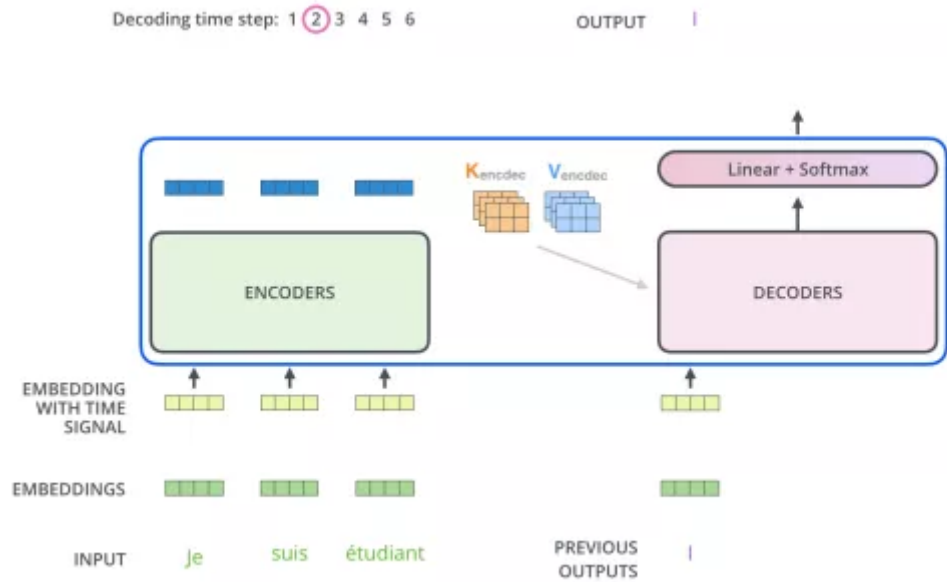 Decoding time step: 1 2 3 4 5 6
OUTPUT I
Kencdec Vencdec
Linear + Softmax
ENCODERS
DECODERS
EMBEDDING
WITH TIME
SIGNAL
EMBEDDINGS
INPUT Je suis étudiant
PREVIOUS
OUTPUTS
I